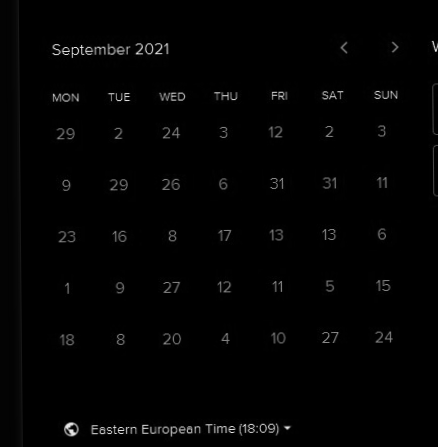 September 2021
MON TUE WED THU FRI SAT SUN
29 2 24 3 12 2 3
9 29 26 6 31 31 11
23 16 8 17 13 13 6
1 9 27 12 11 5 15
18 8 20 4 10 27 24
Eastern European Time (18:09)